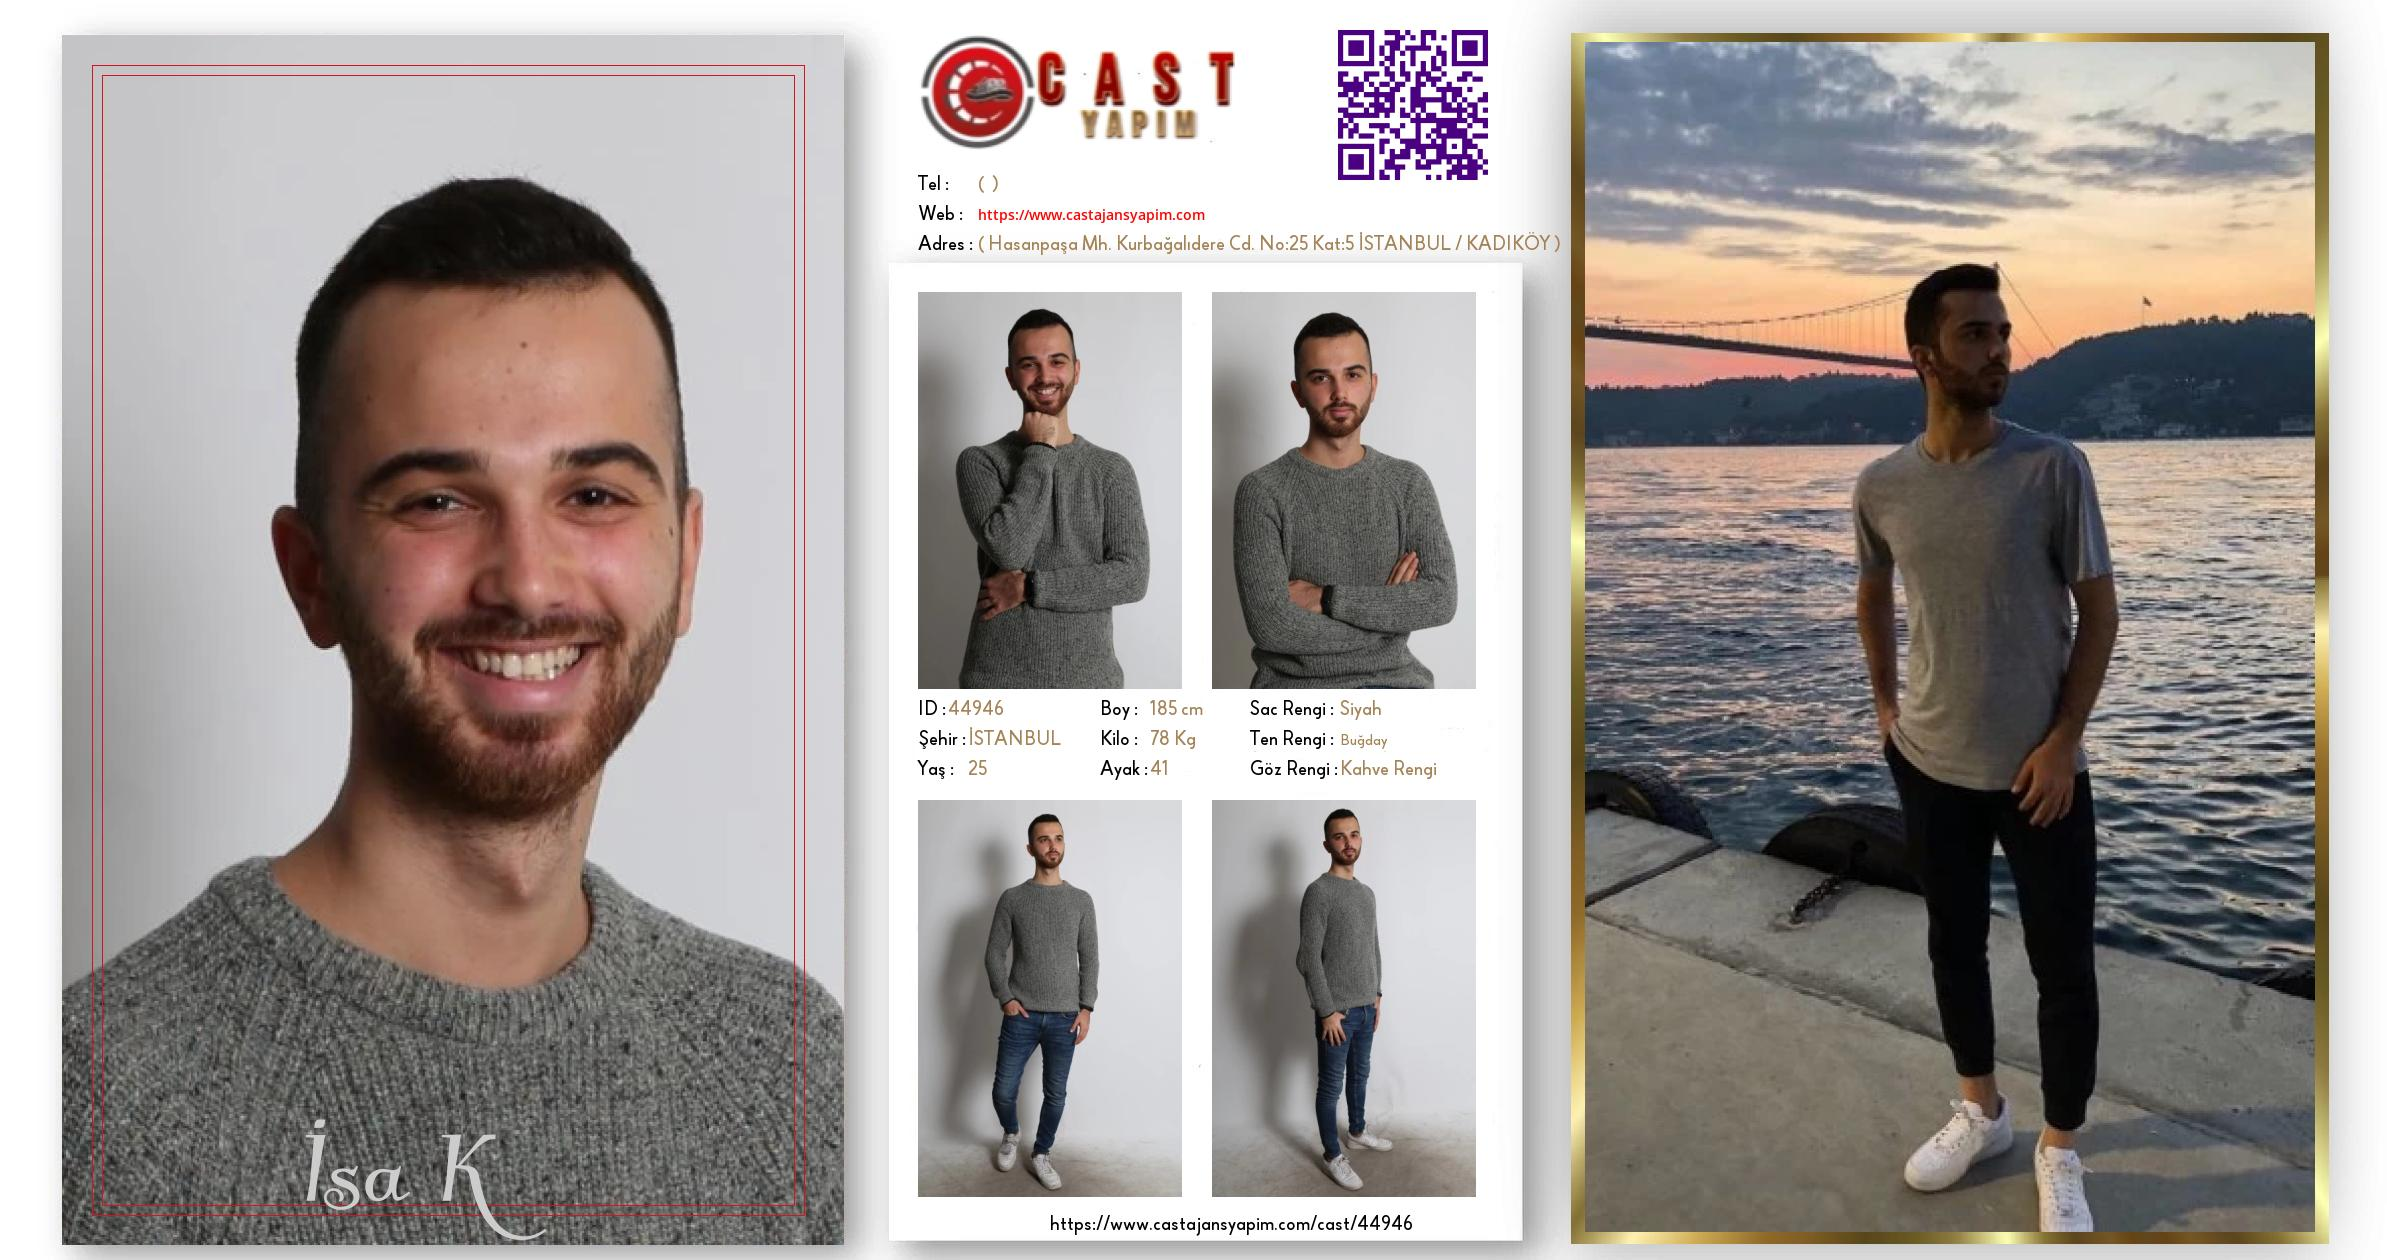 CAST
YAPIM
Tel : ( )
Web : https://www.castajansyapim.com
Adres : ( Hasanpaşa Mh. Kurbağalıdere Cd. No:25 Kat:5 İSTANBUL / KADIKÖY )
ID : 44946 Boy : 185 cm Sac Rengi : Siyah
Şehir : İSTANBUL Kilo : 78 Kg Ten Rengi : Buğday
Yaş : 25 Ayak : 41 Göz Rengi : Kahve Rengi
https://www.castajansyapim.com/cast/44946
İsa K